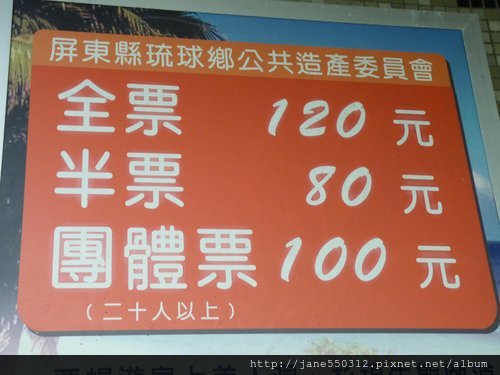 屏東縣琉球鄉公共造產委員會
全票 120 元
半票 80 元
團體票 100 元
(二十人以上)
http://jane550312.pixnet.net/album